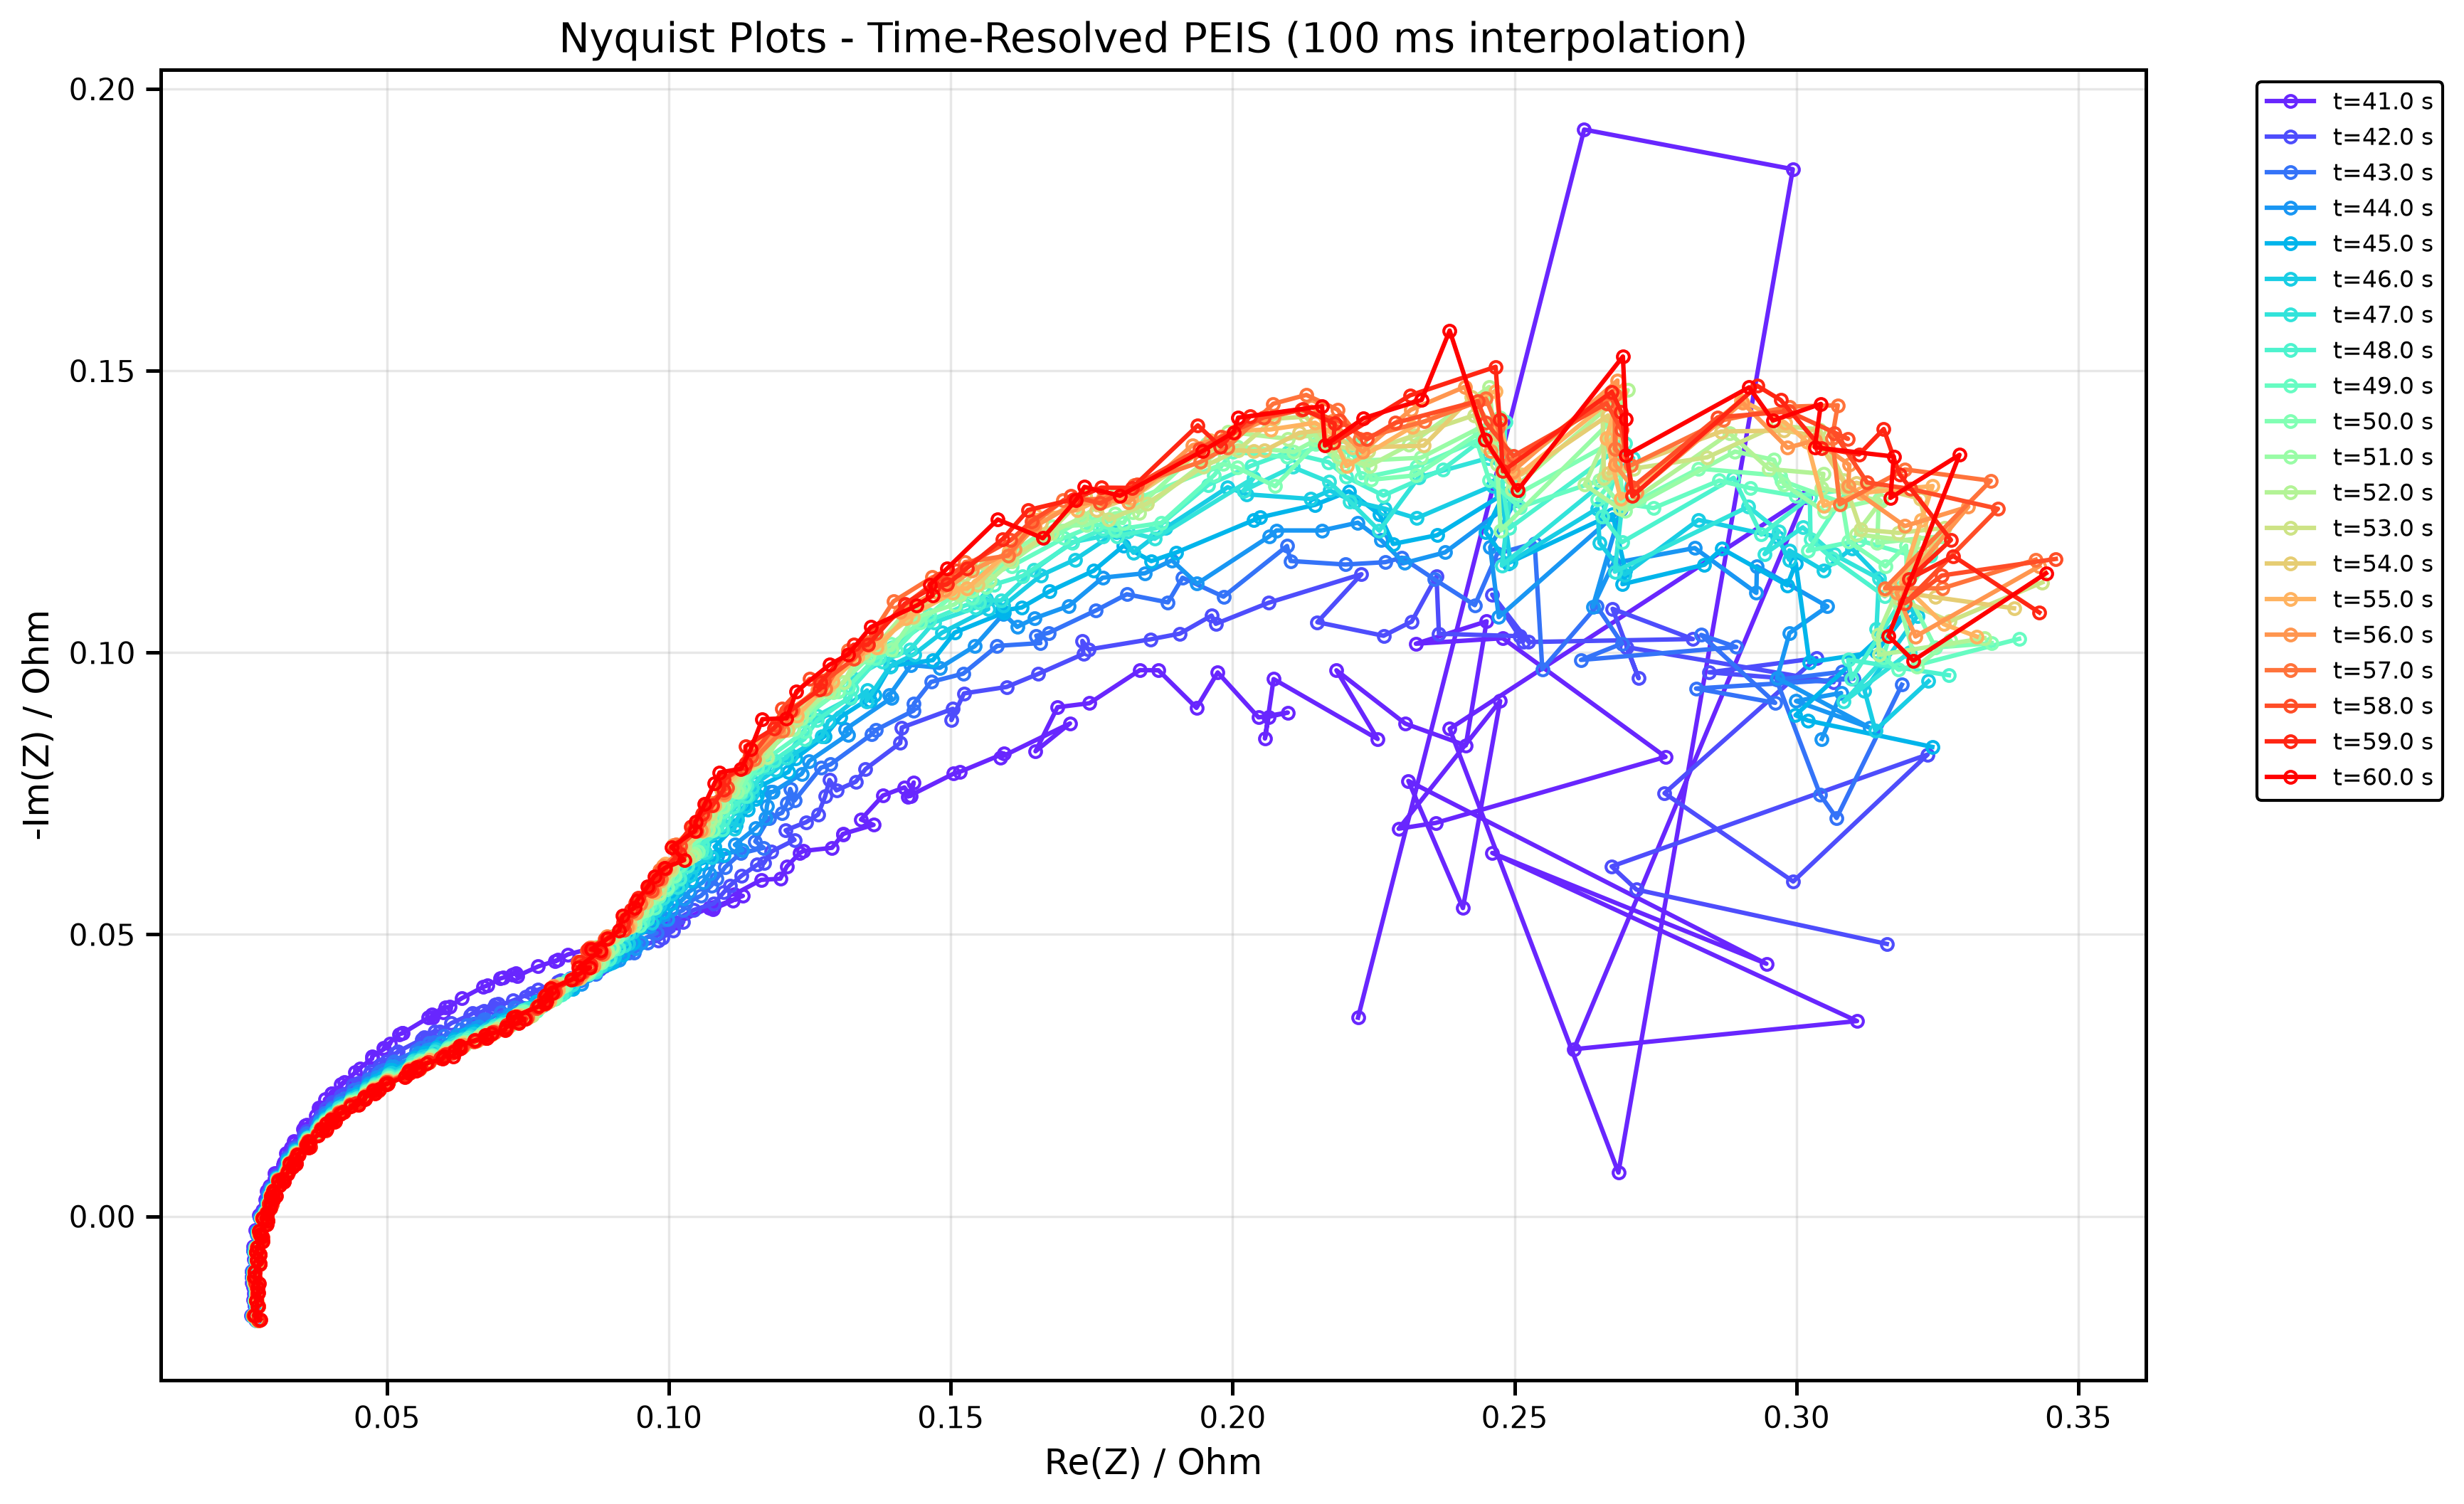 Nyquist Plots - Time-Resolved PEIS (100 ms interpolation)
-Im(Z) / Ohm
0.20
0.15
0.10
0.05
0.00
0.05
0.10
0.15
0.20
0.25
0.30
0.35
Re(Z) / Ohm
t=41.0 s
t=42.0 s
t=43.0 s
t=44.0 s
t=45.0 s
t=46.0 s
t=47.0 s
t=48.0 s
t=49.0 s
t=50.0 s
t=51.0 s
t=52.0 s
t=53.0 s
t=54.0 s
t=55.0 s
t=56.0 s
t=57.0 s
t=58.0 s
t=59.0 s
t=60.0 s